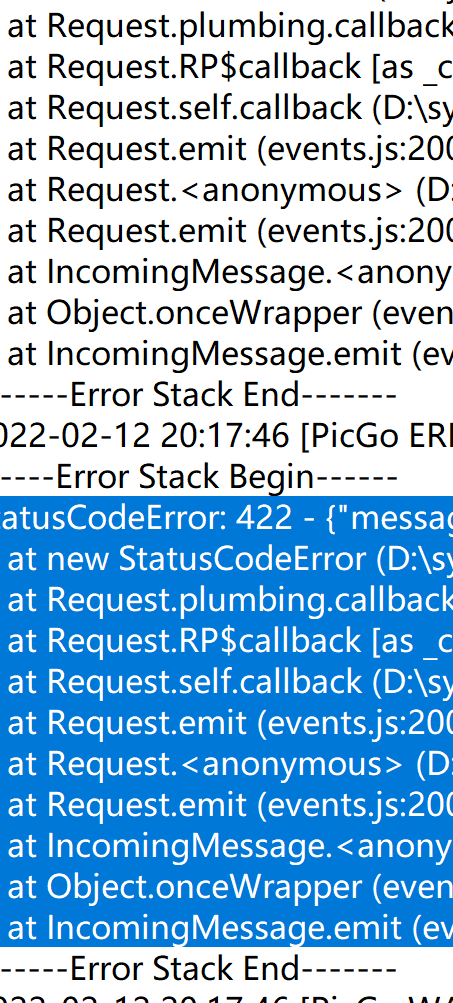 at Request.plumbing.callback
at Request.RP$callback [as _c
at Request.self.callback (D:\sy
at Request.emit (events.js:200
at Request.<anonymous> (D:
at Request.emit (events.js:200
at IncomingMessage.<anony
at Object.onceWrapper (even
at IncomingMessage.emit (ev
-----Error Stack End-------
022-02-12 20:17:46 [PicGo ERR
----Error Stack Begin------
tatusCodeError: 422 - {"messag
at new StatusCodeError (D:\sy
at Request.plumbing.callback
at Request.RP$callback [as _c
at Request.self.callback (D:\sy
at Request.emit (events.js:200
at Request.<anonymous> (D:
at Request.emit (events.js:200
at IncomingMessage.<anony
at Object.onceWrapper (even
at IncomingMessage.emit (ev
-----Error Stack End-------